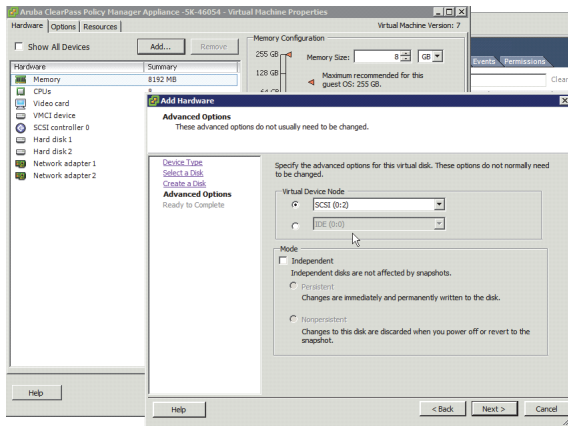 Aruba ClearPass Policy Manager Appliance -5K-46054 - Virtual Machine Properties
Hardware Options Resources
Virtual Machine Version: 7
Show All Devices
Add...
Remove
Hardware
Summary
Memory 8192 MB
CPUs 8
Video card
VMCI device
SCSI controller 0
Hard disk 1
Hard disk 2
Network adapter 1
Network adapter 2
Help
Memory Configuration
255 GB
128 GB
64 GB
Memory Size: 8 GB
Maximum recommended for this
guest OS: 255 GB.
Events Permissions
Clear
Add Hardware
Advanced Options
These advanced options do not usually need to be changed.
Device Type
Select a Disk
Create a Disk
Advanced Options
Ready to Complete
Specify the advanced options for this virtual disk. These options do not normally need
to be changed.
Virtual Device Node
SCSI (0:2)
IDE (0:0)
Mode
Independent
Independent disks are not affected by snapshots.
Persistent
Changes are immediately and permanently written to the disk.
Nonpersistent
Changes to this disk are discarded when you power off or revert to the
snapshot.
Help
< Back
Next >
Cancel